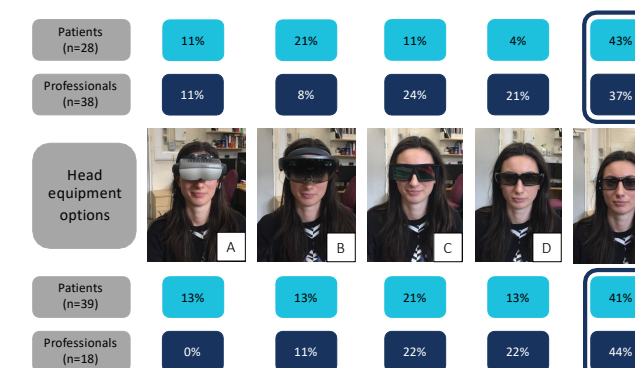 Patients
(n=28)
11% 21% 11% 4% 43%
Professionals
(n=38)
11% 8% 24% 21% 37%
Head
equipment
options
A B C D
Patients
(n=39)
13% 13% 21% 13% 41%
Professionals
(n=18)
0% 11% 22% 22% 44%